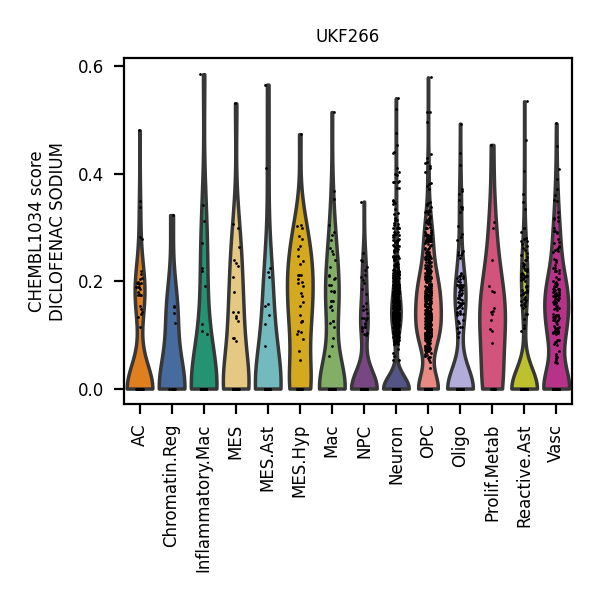 UKF266
CHEMBL1034 score
DICLOFENAC SODIUM
0.6
0.4
0.2
0.0
AC
Chromatin.Reg
Inflammatory.Mac
MES
MES.Ast
MES.Hyp
Mac
NPC
Neuron
OPC
Oligo
Prolif.Metab
Reactive.Ast
Vasc